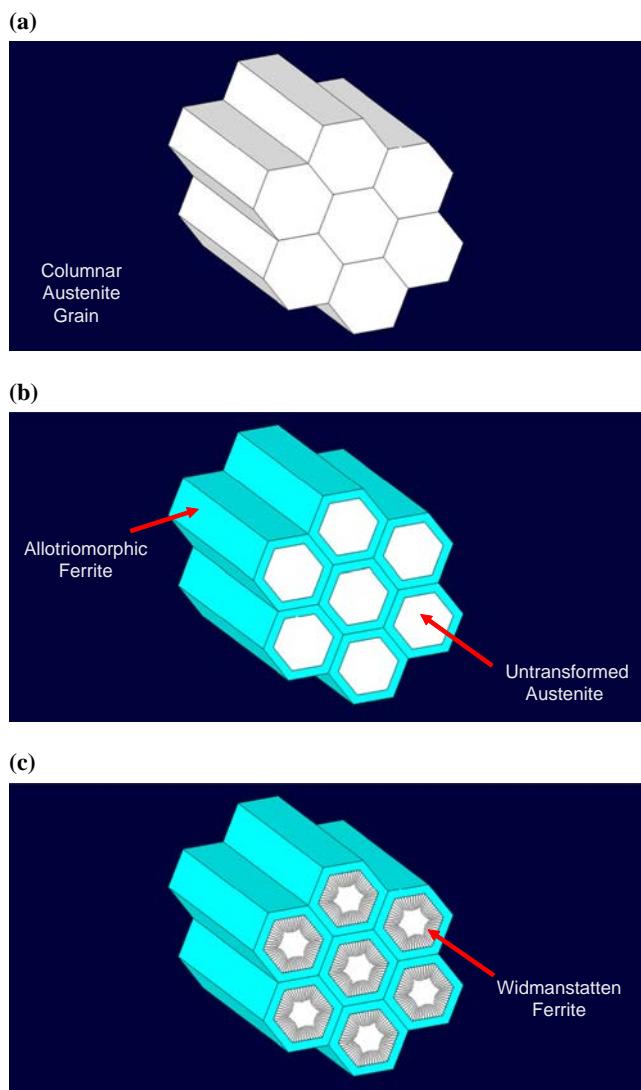 (a)
Columnar
Austenite
Grain
(b)
Allotriomorphic
Ferrite
Untransformed
Austenite
(c)
Widmanstatten
Ferrite